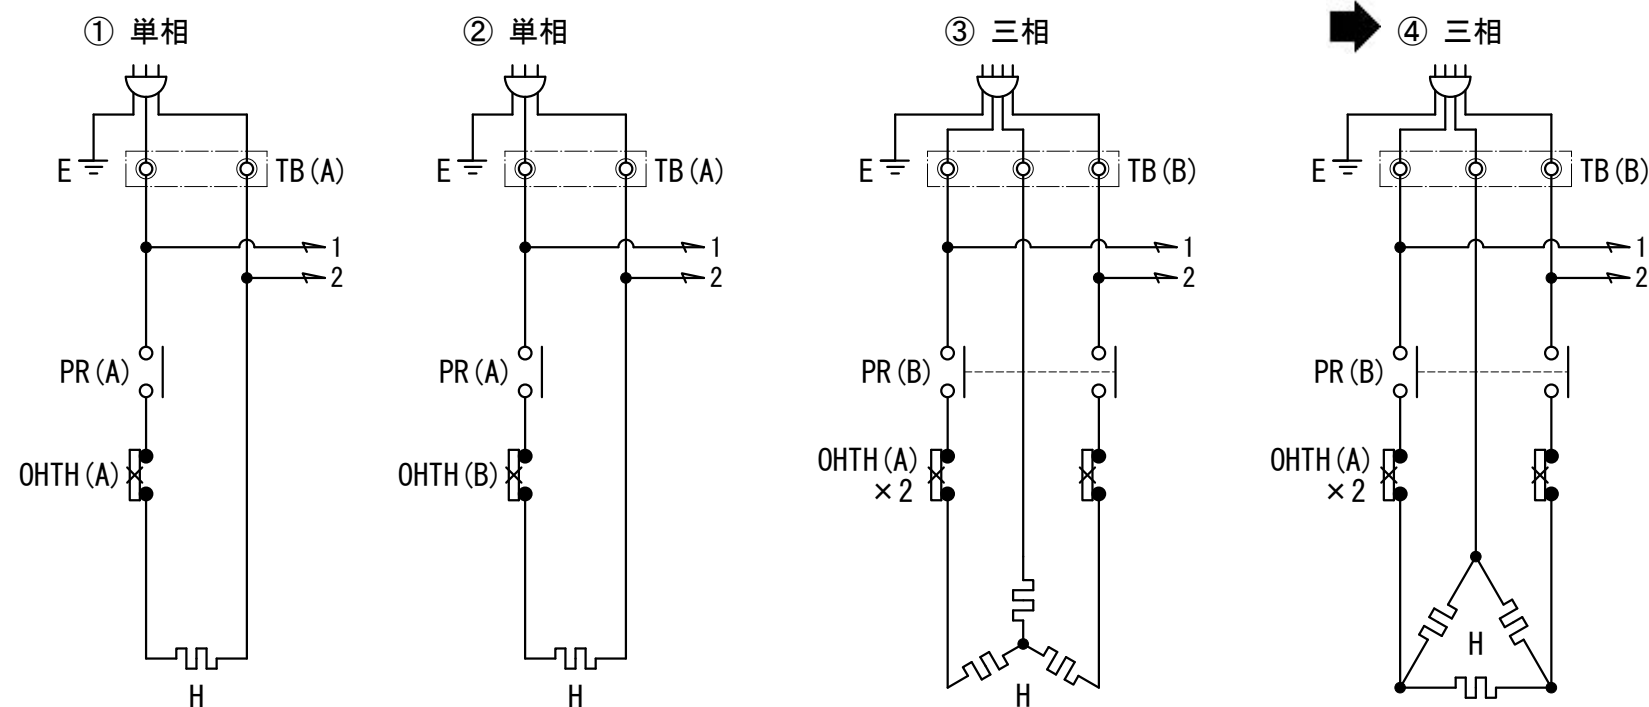 ① 単相
② 単相
③ 三相
④ 三相
E
TB(A)
E
TB(A)
E
TB(B)
E
TB(B)
1
1
1
1
2
2
2
2
PR(A)
PR(A)
PR(B)
PR(B)
OHTH(A)
OHTH(B)
OHTH(A)
×2
OHTH(A)
×2
H
H
H
H